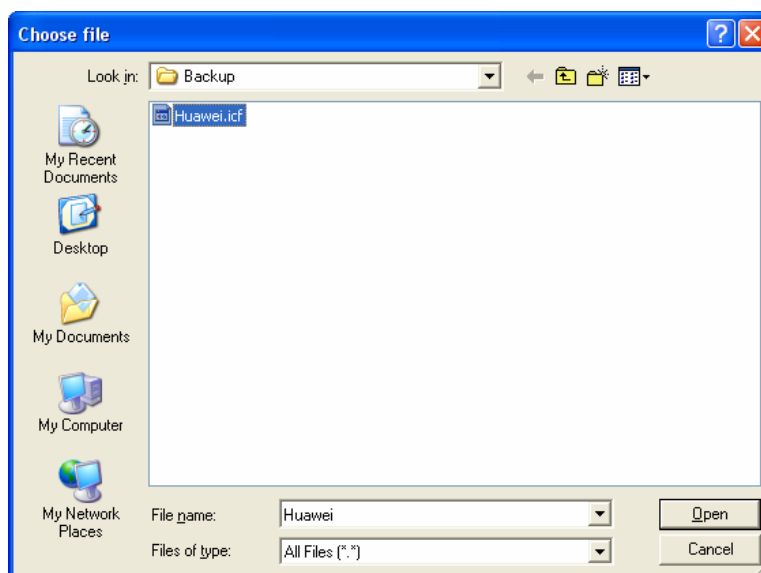 Choose file
Look in: Backup
Huawei.icf
My Recent
Documents
Desktop
My Documents
My Computer
My Network
Places
File name: Huawei Open
Files of type: All Files (*.*) Cancel